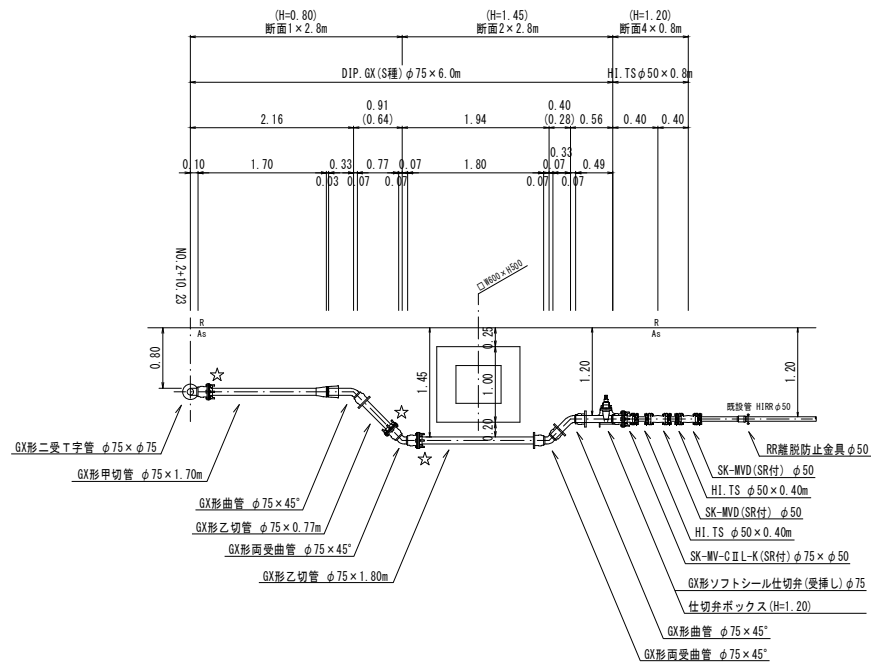 (H=0.80)
断面1×2.8m
(H=1.45)
断面2×2.8m
(H=1.20)
断面4×0.8m
DIP.GX(S種)φ75×6.0m
HI.TSφ50×0.8m
2.16
0.91
(0.64)
1.94
0.40
(0.28)
0.56
0.40
0.40
0.10
1.70
0.03
0.33
0.07
0.77
0.07
0.07
1.80
0.07
0.07
0.33
0.07
0.49
NO.2+10.23
□W600×H500
R
As
R
As
0.80
1.45
0.25
1.00
0.20
1.20
1.20
☆
☆
☆
既設管 HIRRφ50
GX形二受T字管 φ75×φ75
GX形甲切管 φ75×1.70m
GX形曲管 φ75×45°
GX形乙切管 φ75×0.77m
GX形両受曲管 φ75×45°
GX形乙切管 φ75×1.80m
RR離脱防止金具φ50
SK-MVD(SR付) φ50
HI.TS φ50×0.40m
SK-MVD(SR付) φ50
HI.TS φ50×0.40m
SK-MV-CⅡL-K(SR付)φ75×φ50
GX形ソフトシール仕切弁(受挿し)φ75
仕切弁ボックス(H=1.20)
GX形曲管 φ75×45°
GX形両受曲管 φ75×45°